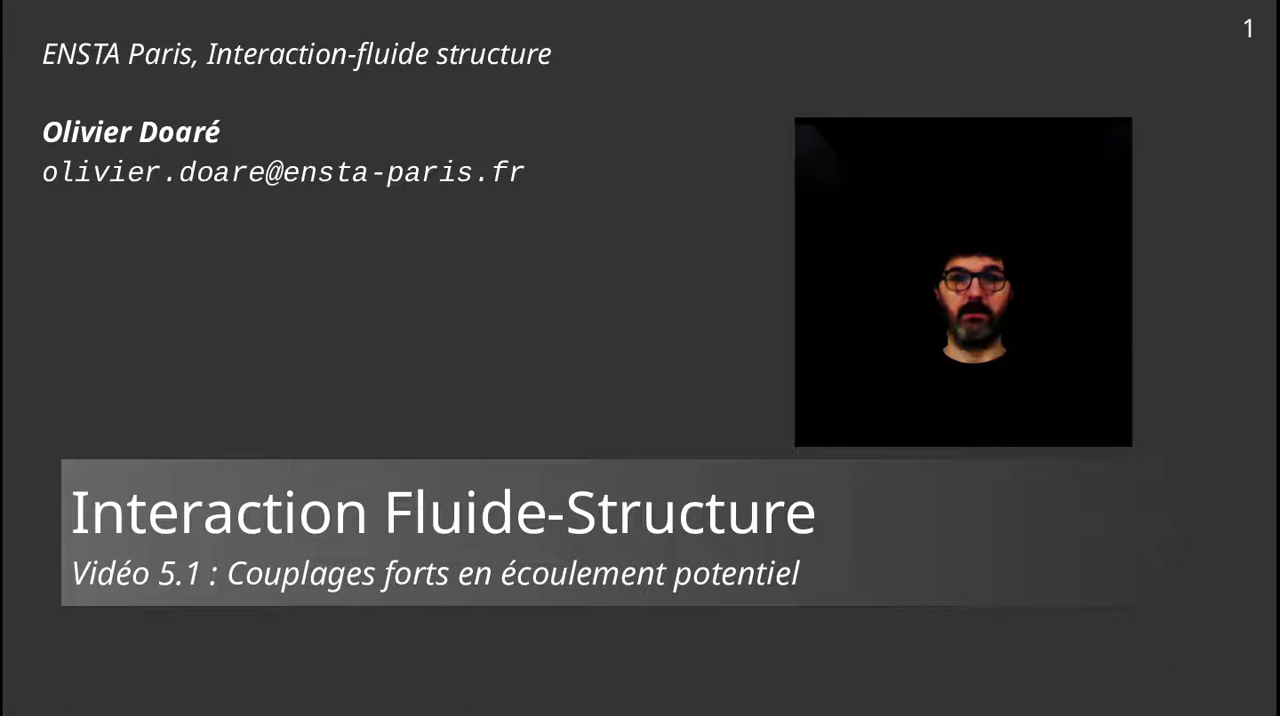 1
ENSTA Paris, Interaction-fluide structure
Olivier Doaré
olivier.doare@ensta-paris.fr
Interaction Fluide-Structure
Vidéo 5.1 : Couplages forts en écoulement potentiel